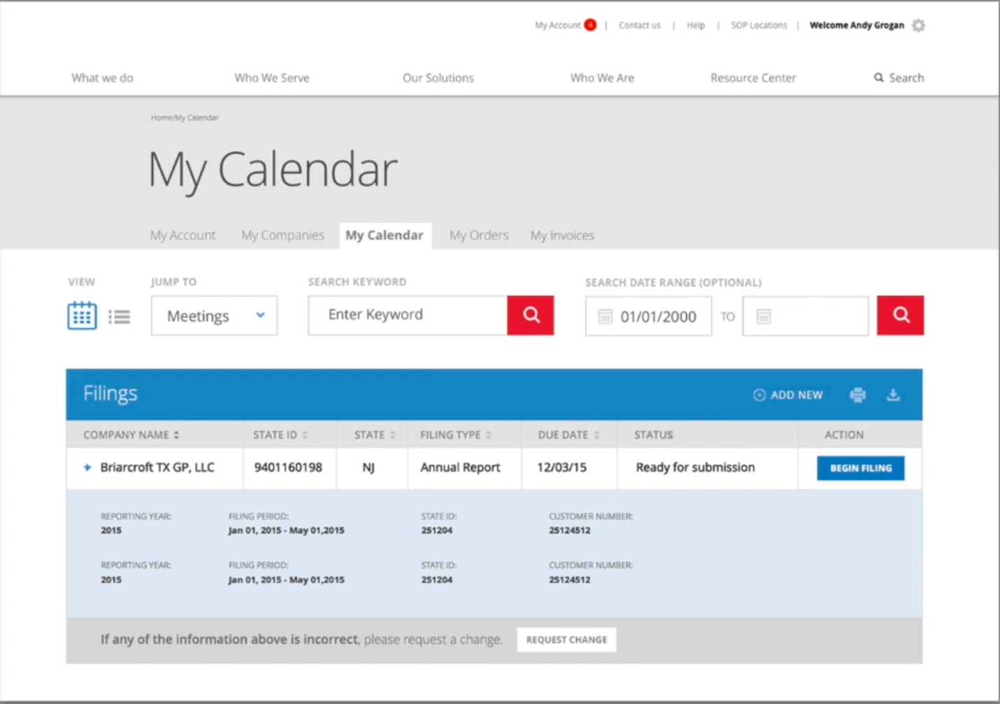 My Account 4 | Contact us | Help | SOP Locations | Welcome Andy Grogan
What we do Who We Serve Our Solutions Who We Are Resource Center Search
Home/My Calendar
My Calendar
My Account My Companies My Calendar My Orders My Invoices
VIEW JUMP TO SEARCH KEYWORD SEARCH DATE RANGE (OPTIONAL)
Meetings Enter Keyword 01/01/2000 TO
Filings ADD NEW
COMPANY NAME STATE ID STATE FILING TYPE DUE DATE STATUS ACTION
Briarcroft TX GP, LLC 9401160198 NJ Annual Report 12/03/15 Ready for submission BEGIN FILING
REPORTING YEAR: FILING PERIOD: STATE ID: CUSTOMER NUMBER:
2015 Jan 01, 2015 - May 01,2015 251204 25124512
REPORTING YEAR: FILING PERIOD: STATE ID: CUSTOMER NUMBER:
2015 Jan 01, 2015 - May 01,2015 251204 25124512
If any of the information above is incorrect, please request a change. REQUEST CHANGE